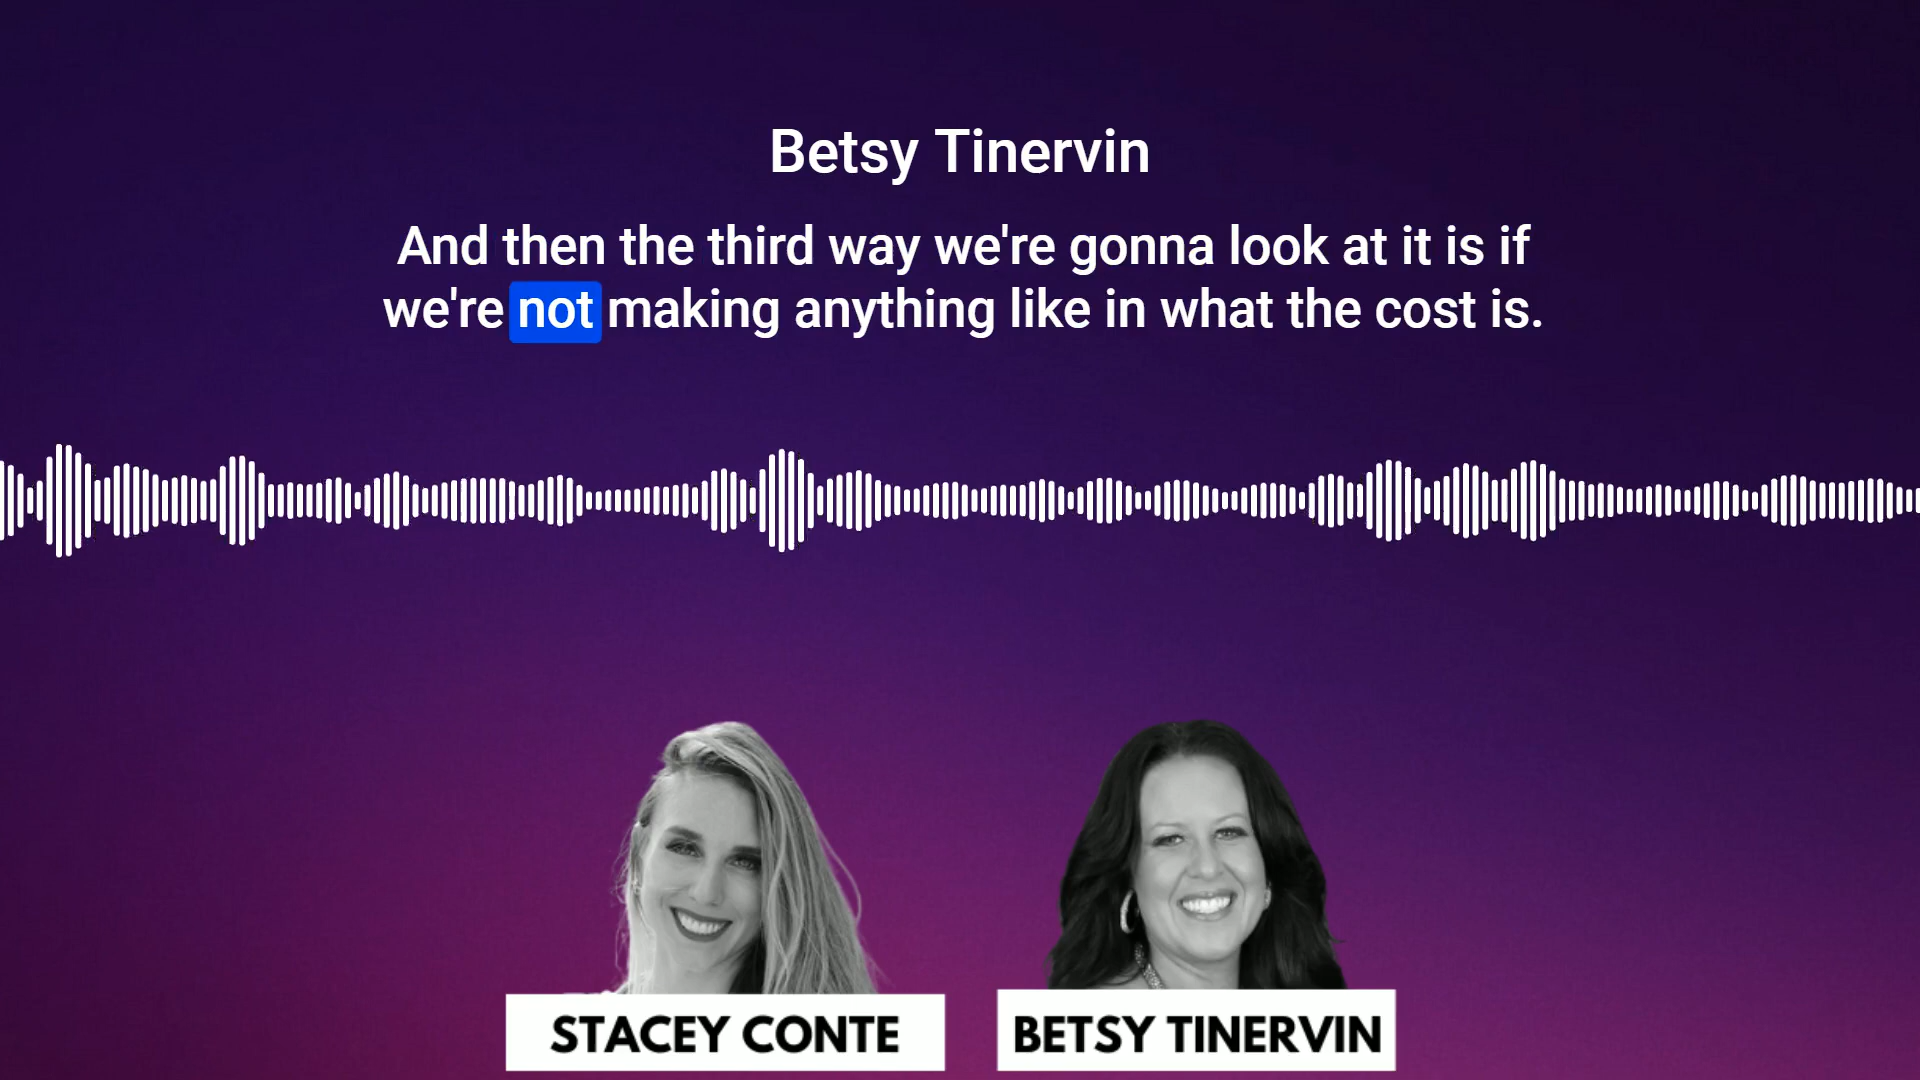 Betsy Tinervin
And then the third way we're gonna look at it is if
we're not making anything like in what the cost is.
STACEY CONTE
BETSY TINERVIN